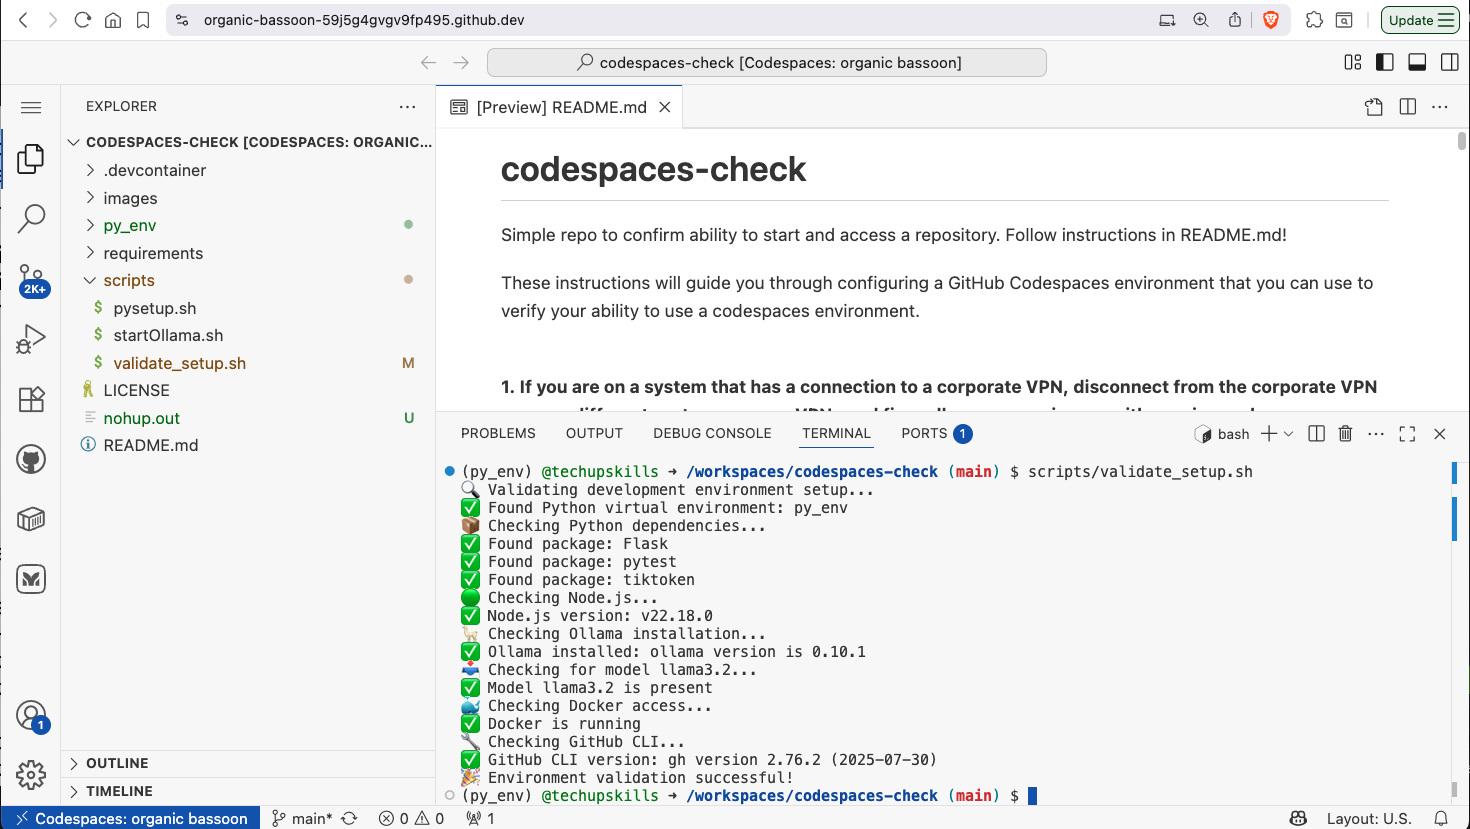 organic-bassoon-59j5g4gvgv9fp495.github.dev
Update
codespaces-check [Codespaces: organic bassoon]
EXPLORER
[Preview] README.md
CODESPACES-CHECK [CODESPACES: ORGANIC...
.devcontainer
images
py_env
requirements
scripts
$ pysetup.sh
$ startOllama.sh
$ validate_setup.sh M
LICENSE
nohup.out U
README.md
2K+
1
OUTLINE
TIMELINE
codespaces-check
Simple repo to confirm ability to start and access a repository. Follow instructions in README.md!
These instructions will guide you through configuring a GitHub Codespaces environment that you can use to
verify your ability to use a codespaces environment.
1. If you are on a system that has a connection to a corporate VPN, disconnect from the corporate VPN
PROBLEMS OUTPUT DEBUG CONSOLE TERMINAL PORTS 1
bash
(py_env) @techupskills → /workspaces/codespaces-check (main) $ scripts/validate_setup.sh
Validating development environment setup...
Found Python virtual environment: py_env
Checking Python dependencies...
Found package: Flask
Found package: pytest
Found package: tiktoken
Checking Node.js...
Node.js version: v22.18.0
Checking Ollama installation...
Ollama installed: ollama version is 0.10.1
Checking for model llama3.2...
Model llama3.2 is present
Checking Docker access...
Docker is running
Checking GitHub CLI...
GitHub CLI version: gh version 2.76.2 (2025-07-30)
Environment validation successful!
(py_env) @techupskills → /workspaces/codespaces-check (main) $
Codespaces: organic bassoon main* 0 0 1 Layout: U.S.